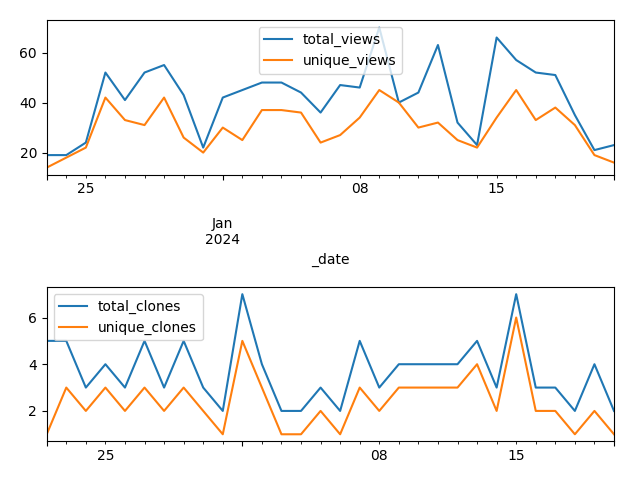 total_views
unique_views
60
40
20
25
08
15
Jan
2024
_date
total_clones
unique_clones
6
4
2
25
08
15